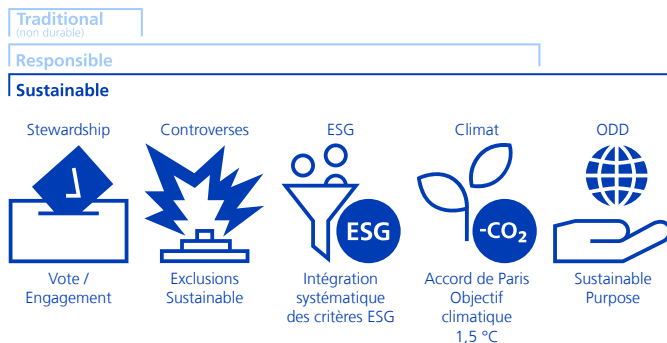 Traditional
(non durable)
Responsible
Sustainable
Stewardship
Controverses
ESG
Climat
ODD
ESG
-CO₂
Vote /
Engagement
Exclusions
Sustainable
Intégration
systématique
des critères ESG
Accord de Paris
Objectif
climatique
1,5 °C
Sustainable
Purpose